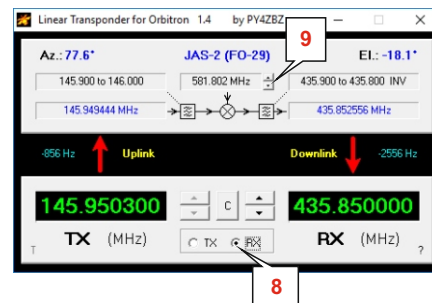 Linear Transponder for Orbitron 1.4 by PY4ZBZ
9
Az.: 77.6° JAS-2 (FO-29) El.: -18.1°
145.900 to 146.000 581.802 MHz 435.900 to 435.800 INV
145.949444 MHz 435.852556 MHz
-856 Hz Uplink Downlink -2556 Hz
145.950300 C 435.850000
TX (MHz) TX RX RX (MHz)
T ?
8